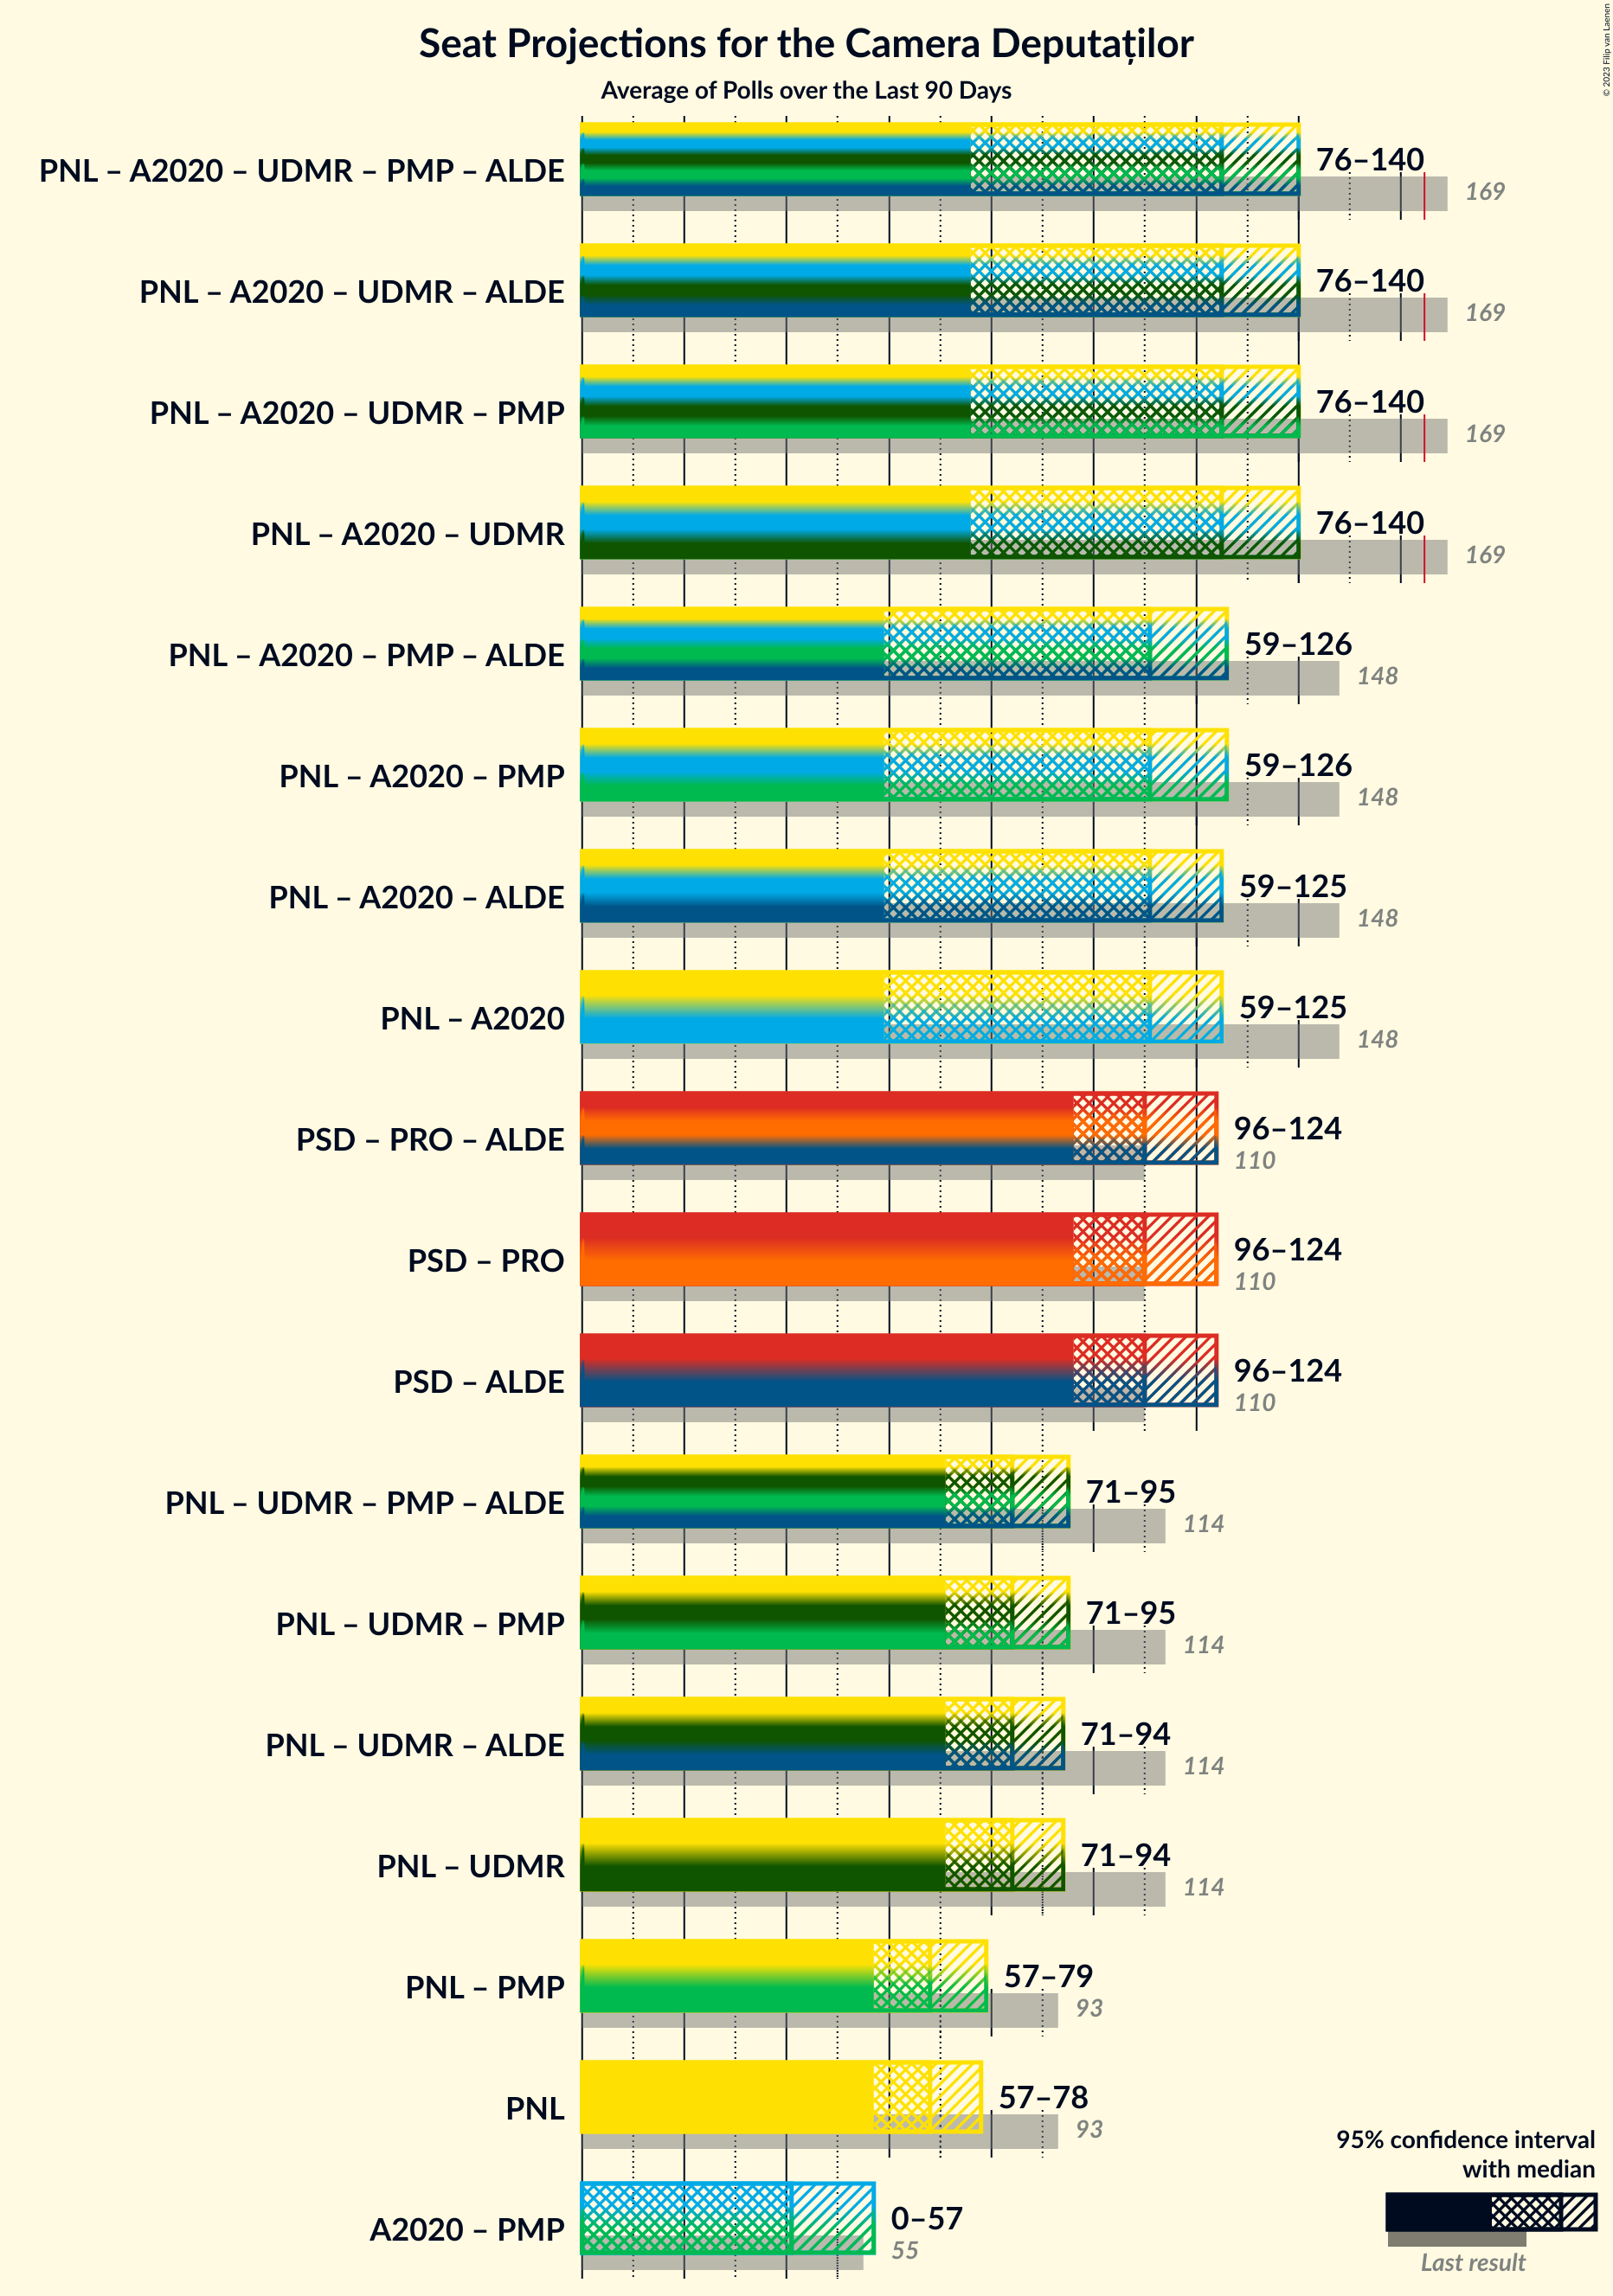 Seat Projections for the Camera Deputaților
Average of Polls over the Last 90 Days
© 2023 Filip van Laenen
PNL – A2020 – UDMR – PMP – ALDE
76–140
169
PNL – A2020 – UDMR – ALDE
76–140
169
PNL – A2020 – UDMR – PMP
76–140
169
PNL – A2020 – UDMR
76–140
169
PNL – A2020 – PMP – ALDE
59–126
148
PNL – A2020 – PMP
59–126
148
PNL – A2020 – ALDE
59–125
148
PNL – A2020
59–125
148
PSD – PRO – ALDE
96–124
110
PSD – PRO
96–124
110
PSD – ALDE
96–124
110
PNL – UDMR – PMP – ALDE
71–95
114
PNL – UDMR – PMP
71–95
114
PNL – UDMR – ALDE
71–94
114
PNL – UDMR
71–94
114
PNL – PMP
57–79
93
PNL
57–78
93
A2020 – PMP
0–57
55
95% confidence interval
with median
Last result